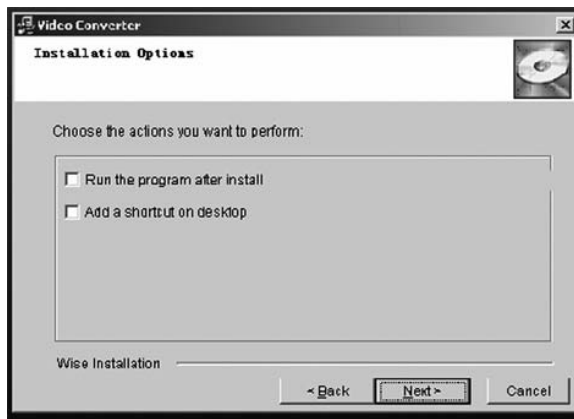 Video Converter
Installation Options
Choose the actions you want to perform:
Run the program after install
Add a shortcut on desktop
Wise Installation
< Back Next > Cancel